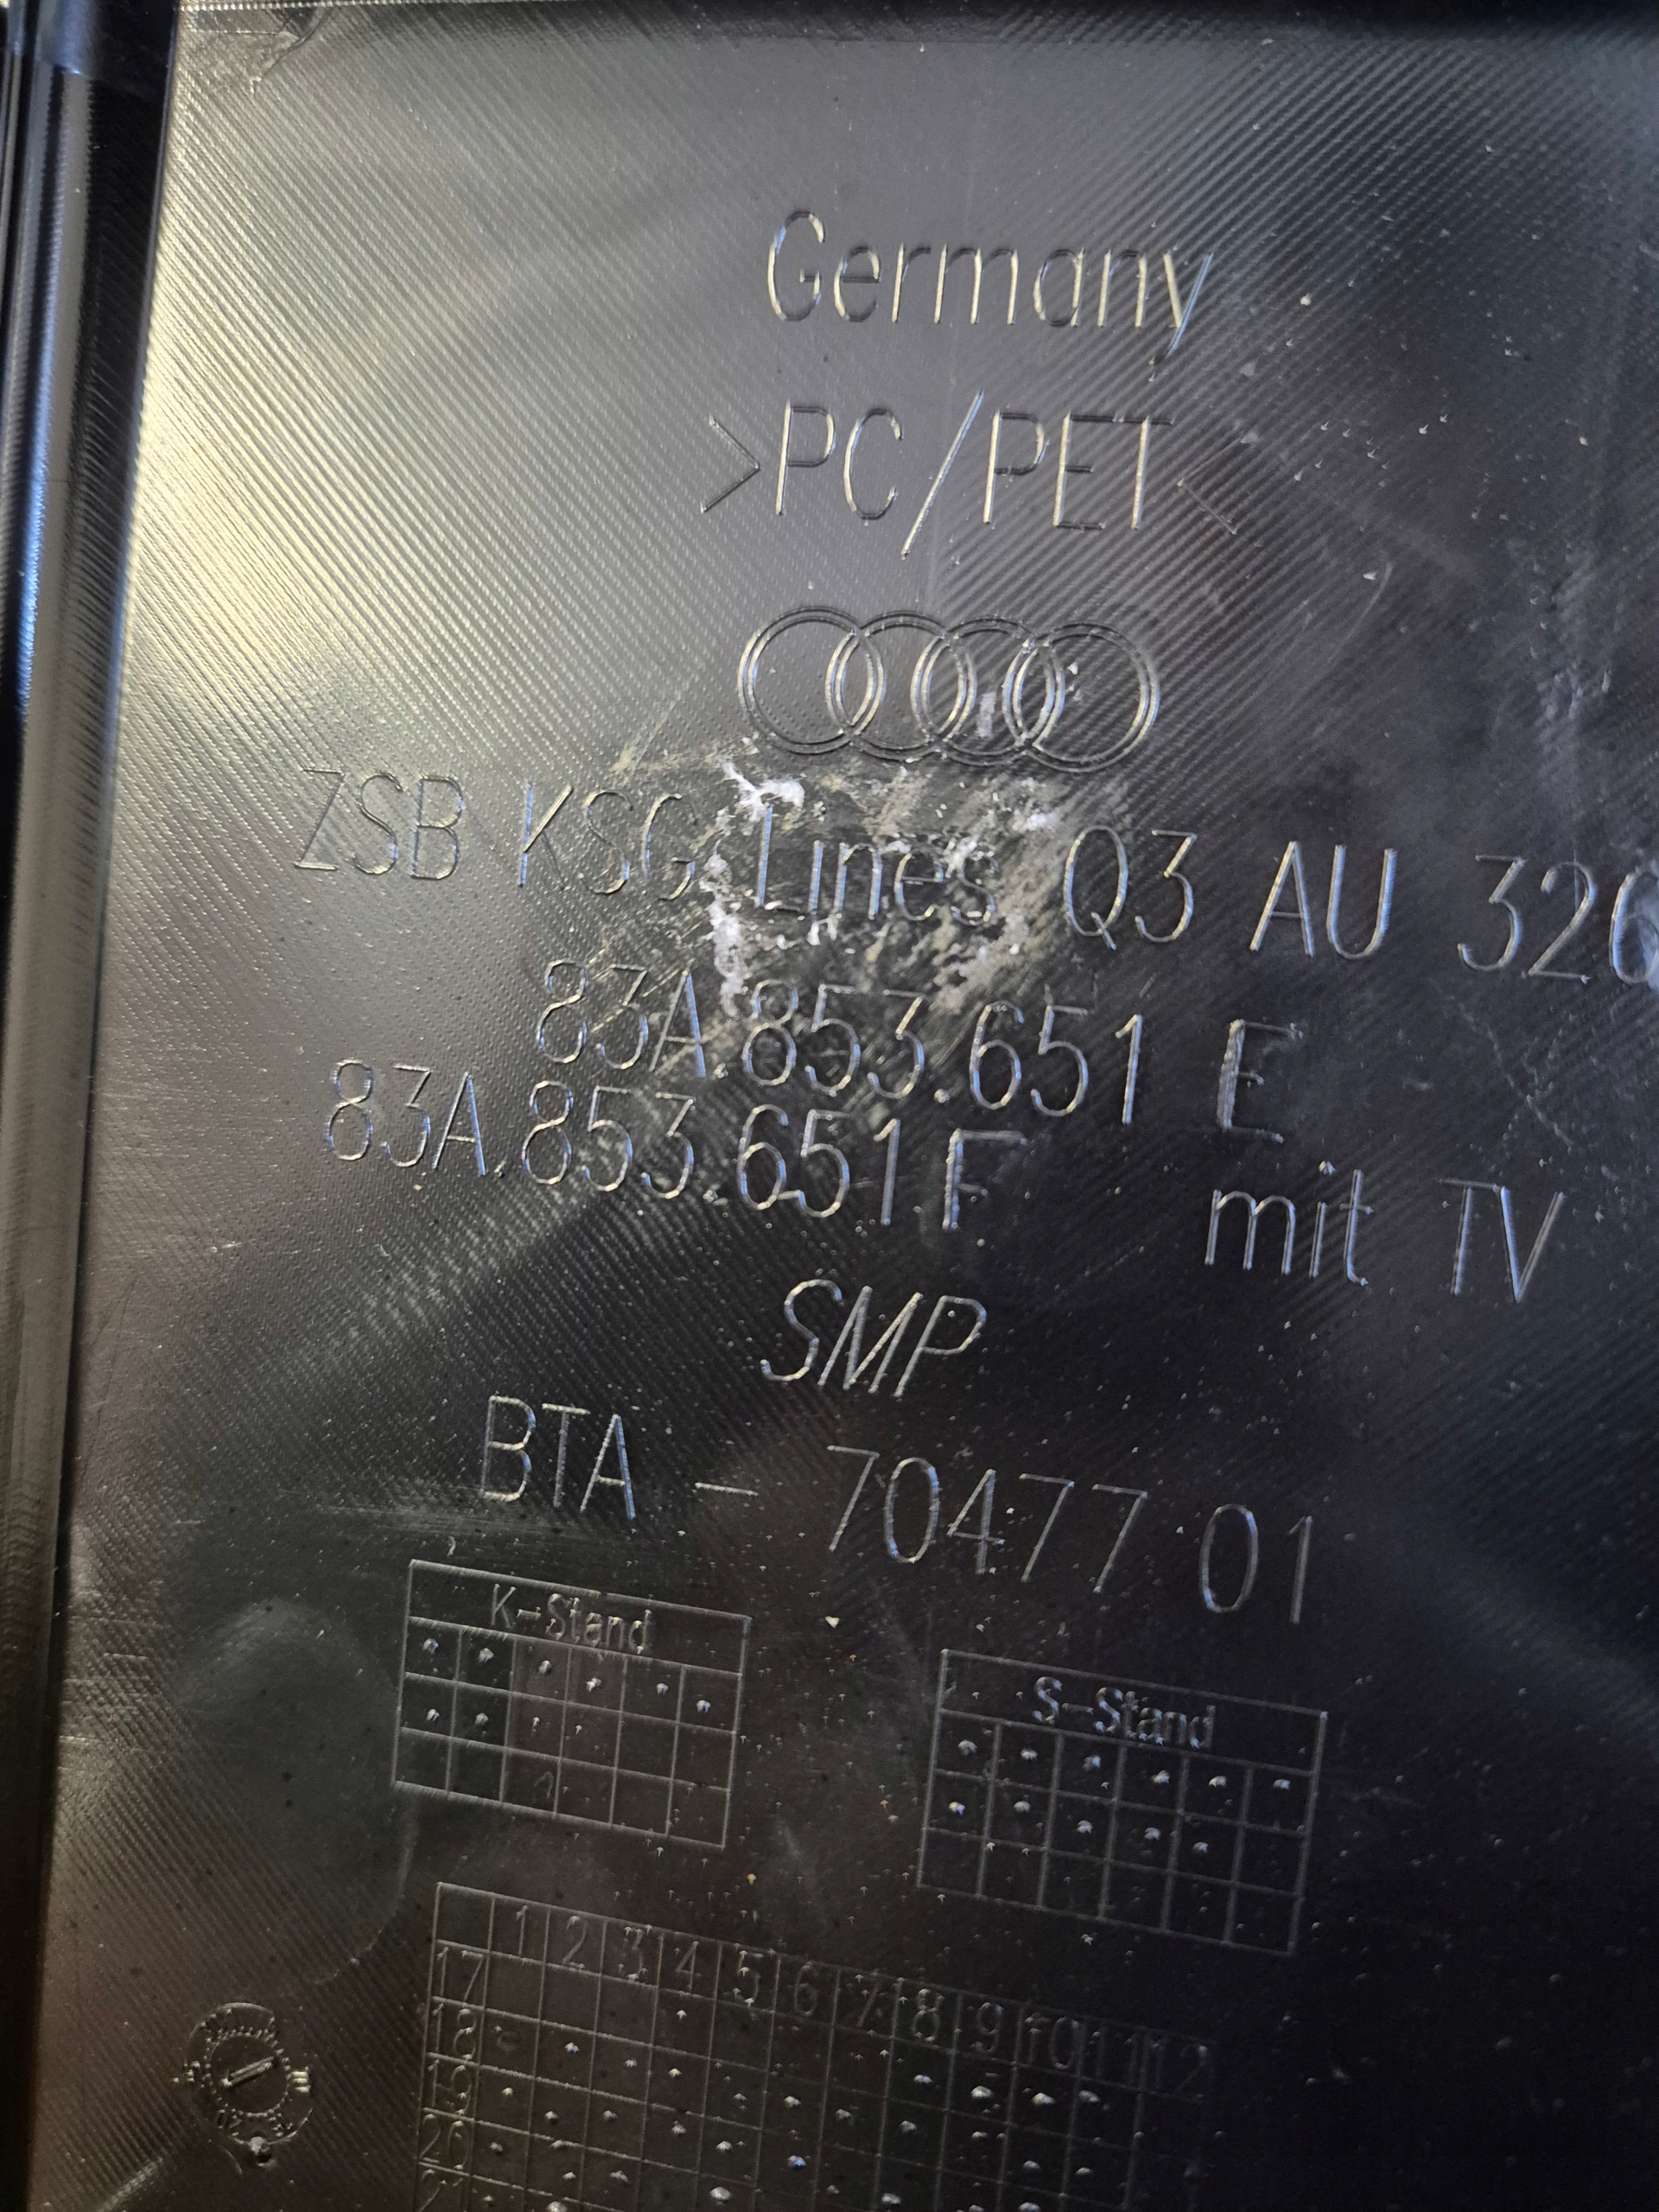 Germany
>PC/PET<
ZSB KSG Lines Q3 AU 326
83A.853.651 E
83A.853.651 F mit TV
SMP
BTA - 70477 01
K-Stand
S-Stand
1 2 3 4 5 6 7 8 9 10 11 12
17
18
19
20